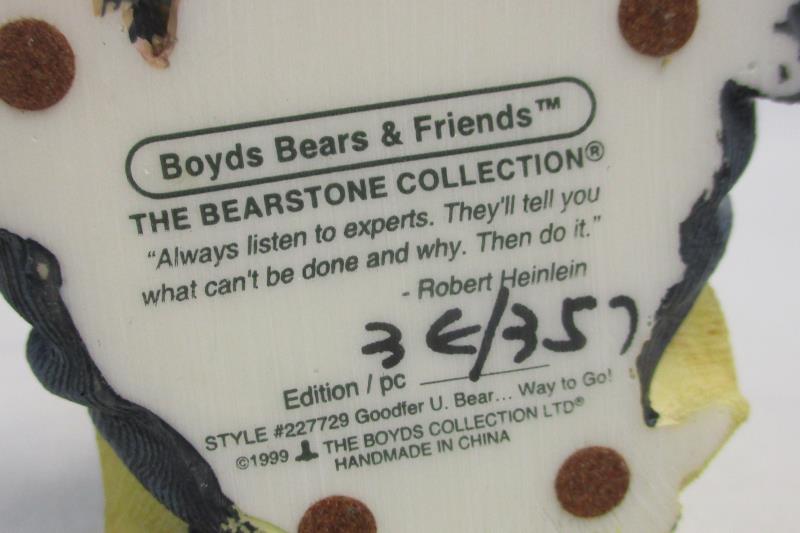 Boyds Bears & Friends™
THE BEARSTONE COLLECTION®
“Always listen to experts. They'll tell you
what can't be done and why. Then do it.”
- Robert Heinlein
3E/357
Edition / pc
STYLE #227729 Goodfer U. Bear... Way to Go!
©1999 THE BOYDS COLLECTION LTD®
HANDMADE IN CHINA